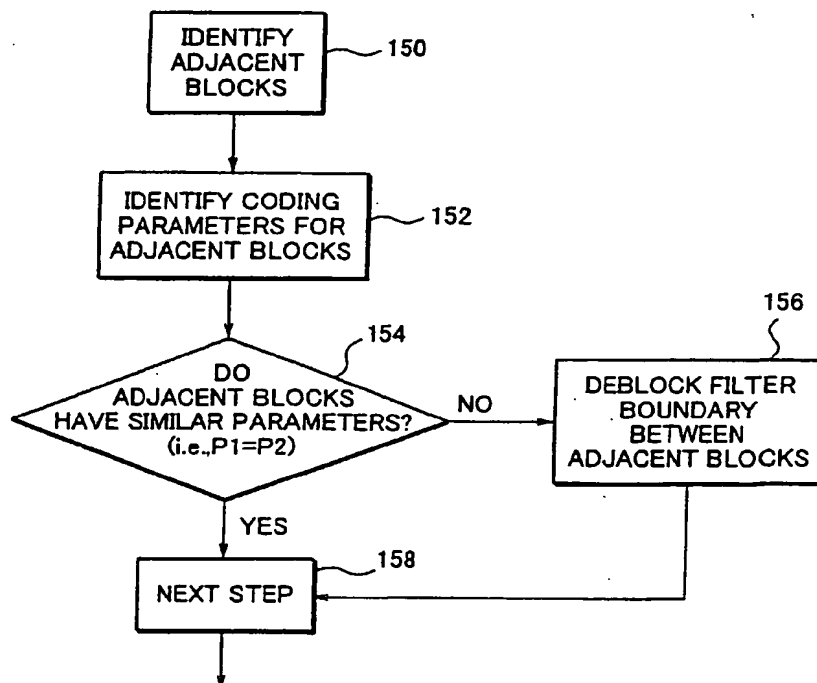 IDENTIFY
ADJACENT
BLOCKS
150
IDENTIFY CODING
PARAMETERS FOR
ADJACENT BLOCKS
152
154
DO
ADJACENT BLOCKS
HAVE SIMILAR PARAMETERS?
(i.e.,P1=P2)
NO
156
DEBLOCK FILTER
BOUNDARY
BETWEEN
ADJACENT BLOCKS
YES
158
NEXT STEP